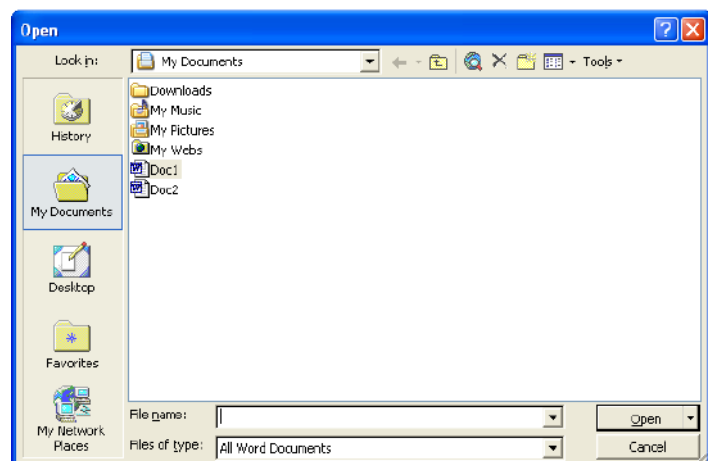 Open
Look in: My Documents Tools
History
My Documents
Desktop
Favorites
My Network
Places
Downloads
My Music
My Pictures
My Webs
Doc1
Doc2
File name: Open
Files of type: All Word Documents Cancel